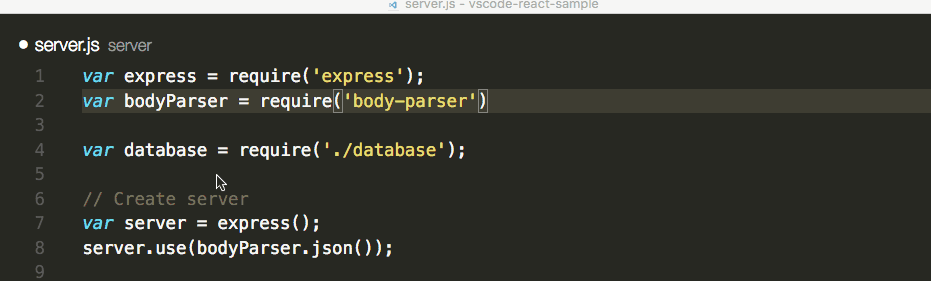 server.js - vscode-react-sample
server.js server
1 var express = require('express');
2 var bodyParser = require('body-parser')
3
4 var database = require('./database');
5
6 // Create server
7 var server = express();
8 server.use(bodyParser.json());
9